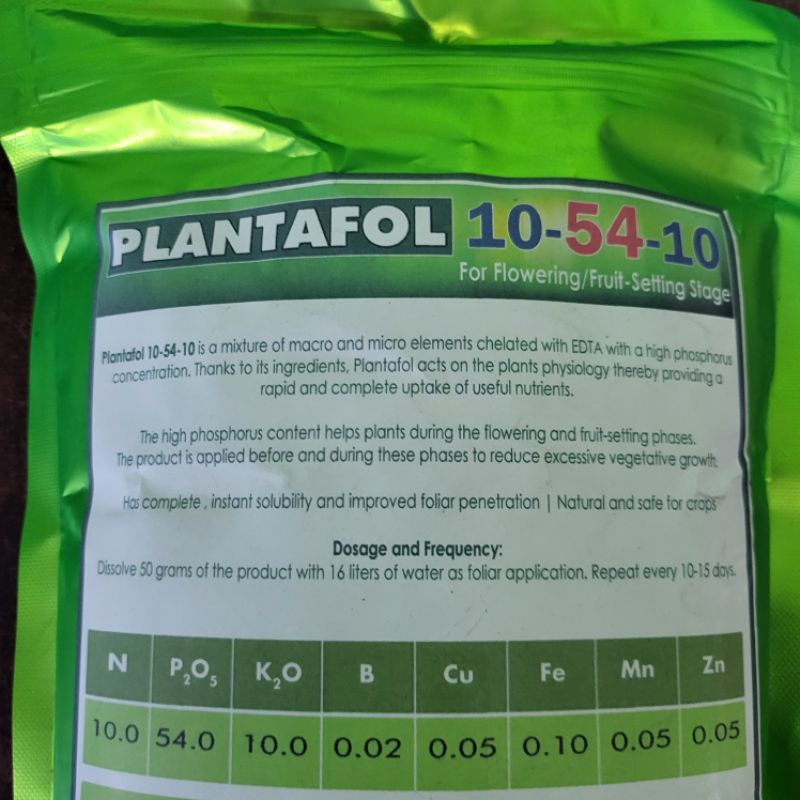 PLANTAFOL 10-54-10
For Flowering/Fruit-Setting Stage
Plantafol 10-54-10 is a mixture of macro and micro elements chelated with EDTA with a high phosphorus
concentration. Thanks to its ingredients, Plantafol acts on the plants physiology thereby providing a
rapid and complete uptake of useful nutrients.
The high phosphorus content helps plants during the flowering and fruit-setting phases.
The product is applied before and during these phases to reduce excessive vegetative growth.
Has complete , instant solubility and improved foliar penetration | Natural and safe for crops
Dosage and Frequency:
Dissolve 50 grams of the product with 16 liters of water as foliar application. Repeat every 10-15 days.
N P₂O₅ K₂O B Cu Fe Mn Zn
10.0 54.0 10.0 0.02 0.05 0.10 0.05 0.05